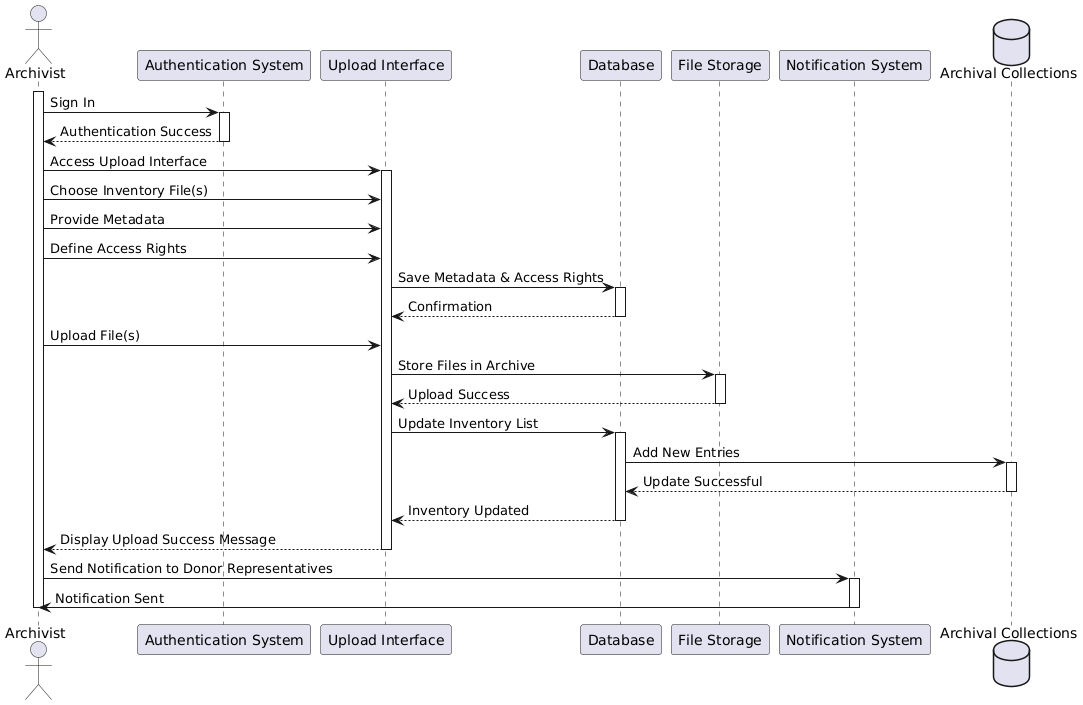 Archivist
Authentication System
Upload Interface
Database
File Storage
Notification System
Archival Collections
Sign In
Authentication Success
Access Upload Interface
Choose Inventory File(s)
Provide Metadata
Define Access Rights
Save Metadata & Access Rights
Confirmation
Upload File(s)
Store Files in Archive
Upload Success
Update Inventory List
Add New Entries
Update Successful
Inventory Updated
Display Upload Success Message
Send Notification to Donor Representatives
Notification Sent
Archivist
Authentication System
Upload Interface
Database
File Storage
Notification System
Archival Collections